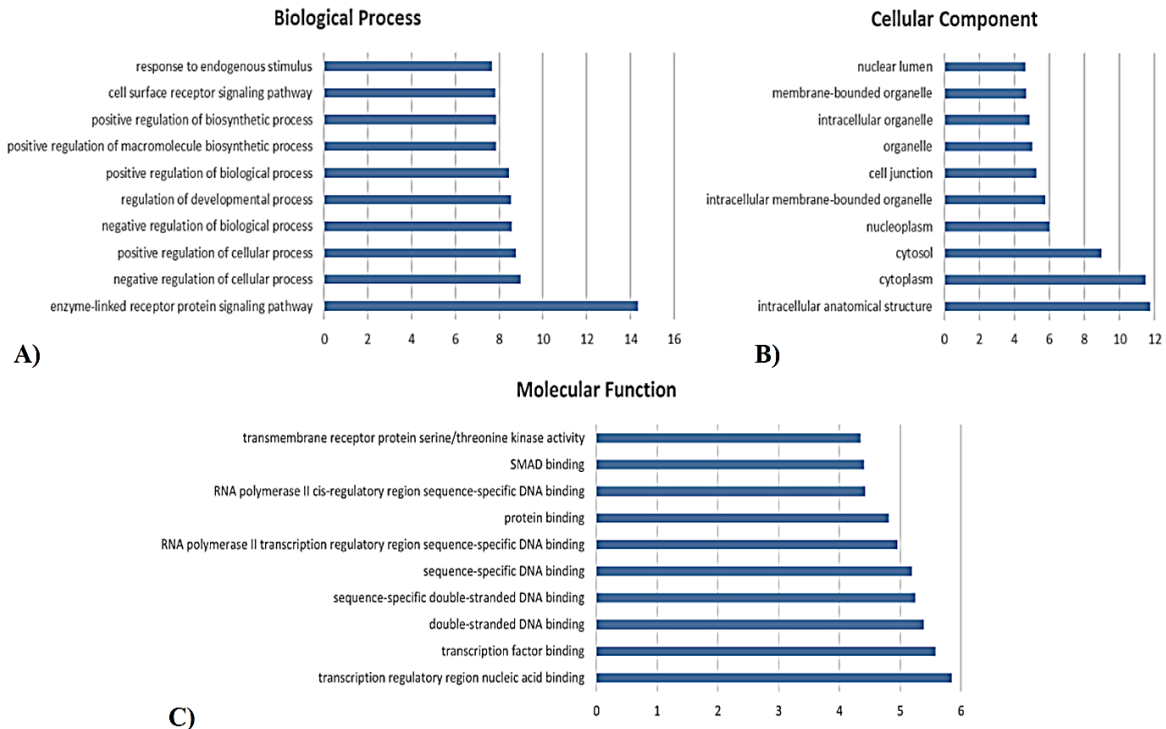 Biological Process
response to endogenous stimulus
cell surface receptor signaling pathway
positive regulation of biosynthetic process
positive regulation of macromolecule biosynthetic process
positive regulation of biological process
regulation of developmental process
negative regulation of biological process
positive regulation of cellular process
negative regulation of cellular process
enzyme-linked receptor protein signaling pathway
0 2 4 6 8 10 12 14 16
A)
Cellular Component
nuclear lumen
membrane-bounded organelle
intracellular organelle
organelle
cell junction
intracellular membrane-bounded organelle
nucleoplasm
cytosol
cytoplasm
intracellular anatomical structure
0 2 4 6 8 10 12
B)
Molecular Function
transmembrane receptor protein serine/threonine kinase activity
SMAD binding
RNA polymerase II cis-regulatory region sequence-specific DNA binding
protein binding
RNA polymerase II transcription regulatory region sequence-specific DNA binding
sequence-specific DNA binding
sequence-specific double-stranded DNA binding
double-stranded DNA binding
transcription factor binding
transcription regulatory region nucleic acid binding
0 1 2 3 4 5 6
C)